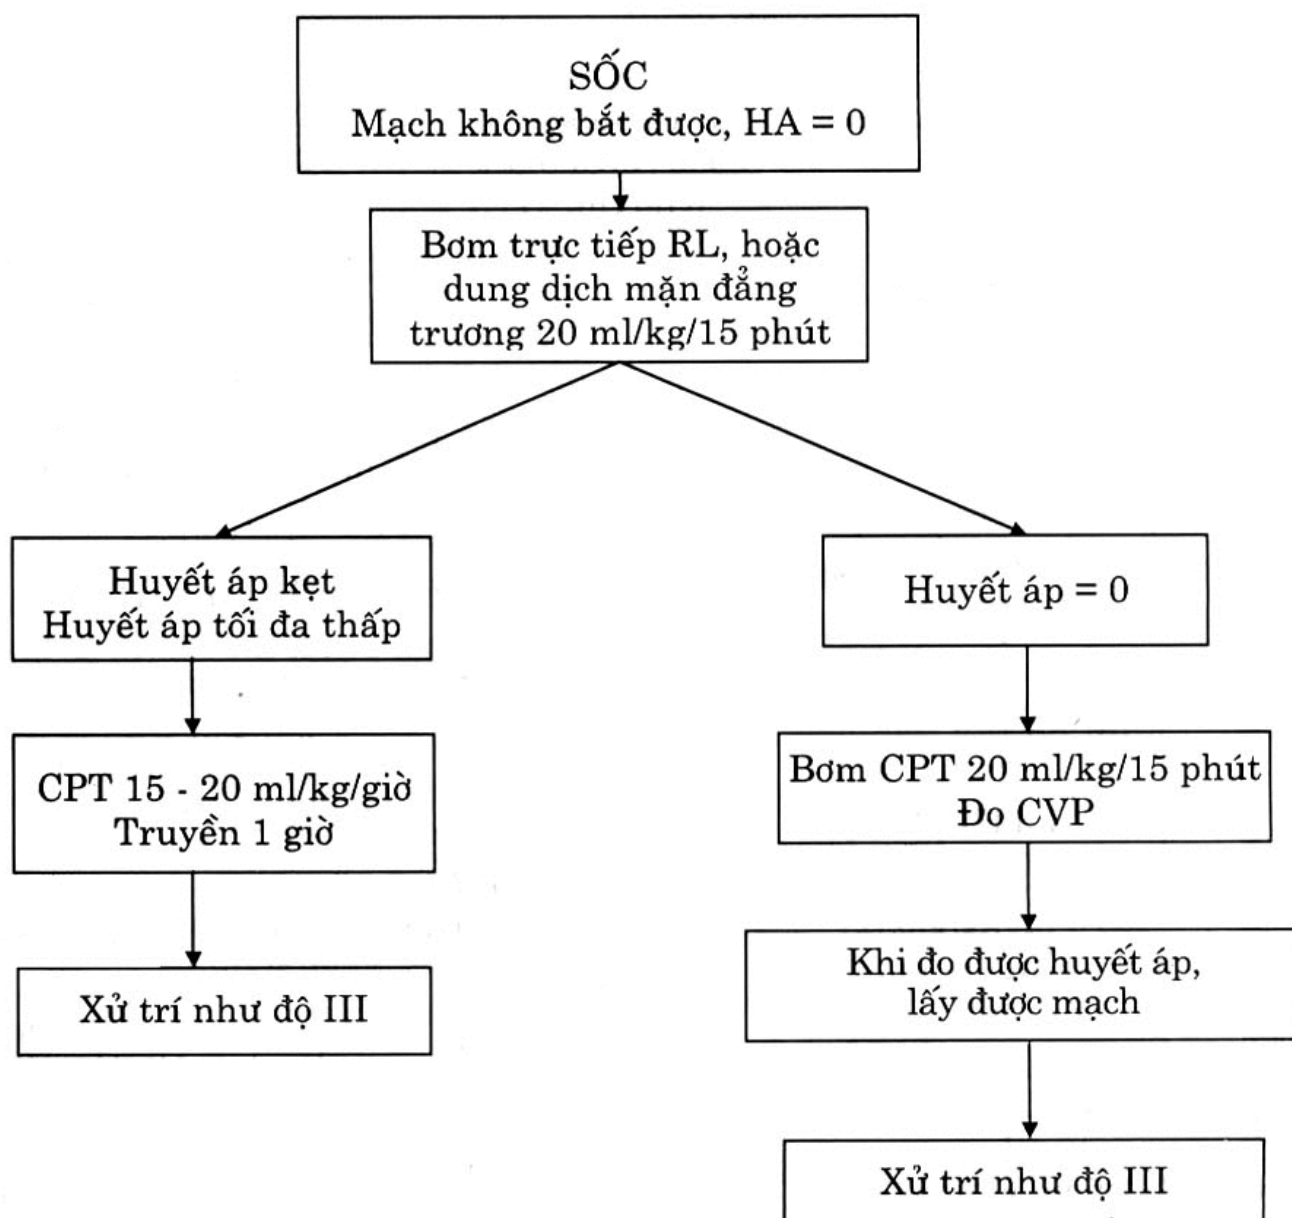 SỐC
Mạch không bắt được, HA = 0
Bơm trực tiếp RL, hoặc
dung dịch mặn đẳng
trương 20 ml/kg/15 phút
Huyết áp kẹt
Huyết áp tối đa thấp
Huyết áp = 0
CPT 15 - 20 ml/kg/giờ
Truyền 1 giờ
Bơm CPT 20 ml/kg/15 phút
Đo CVP
Khi đo được huyết áp,
lấy được mạch
Xử trí như độ III
Xử trí như độ III